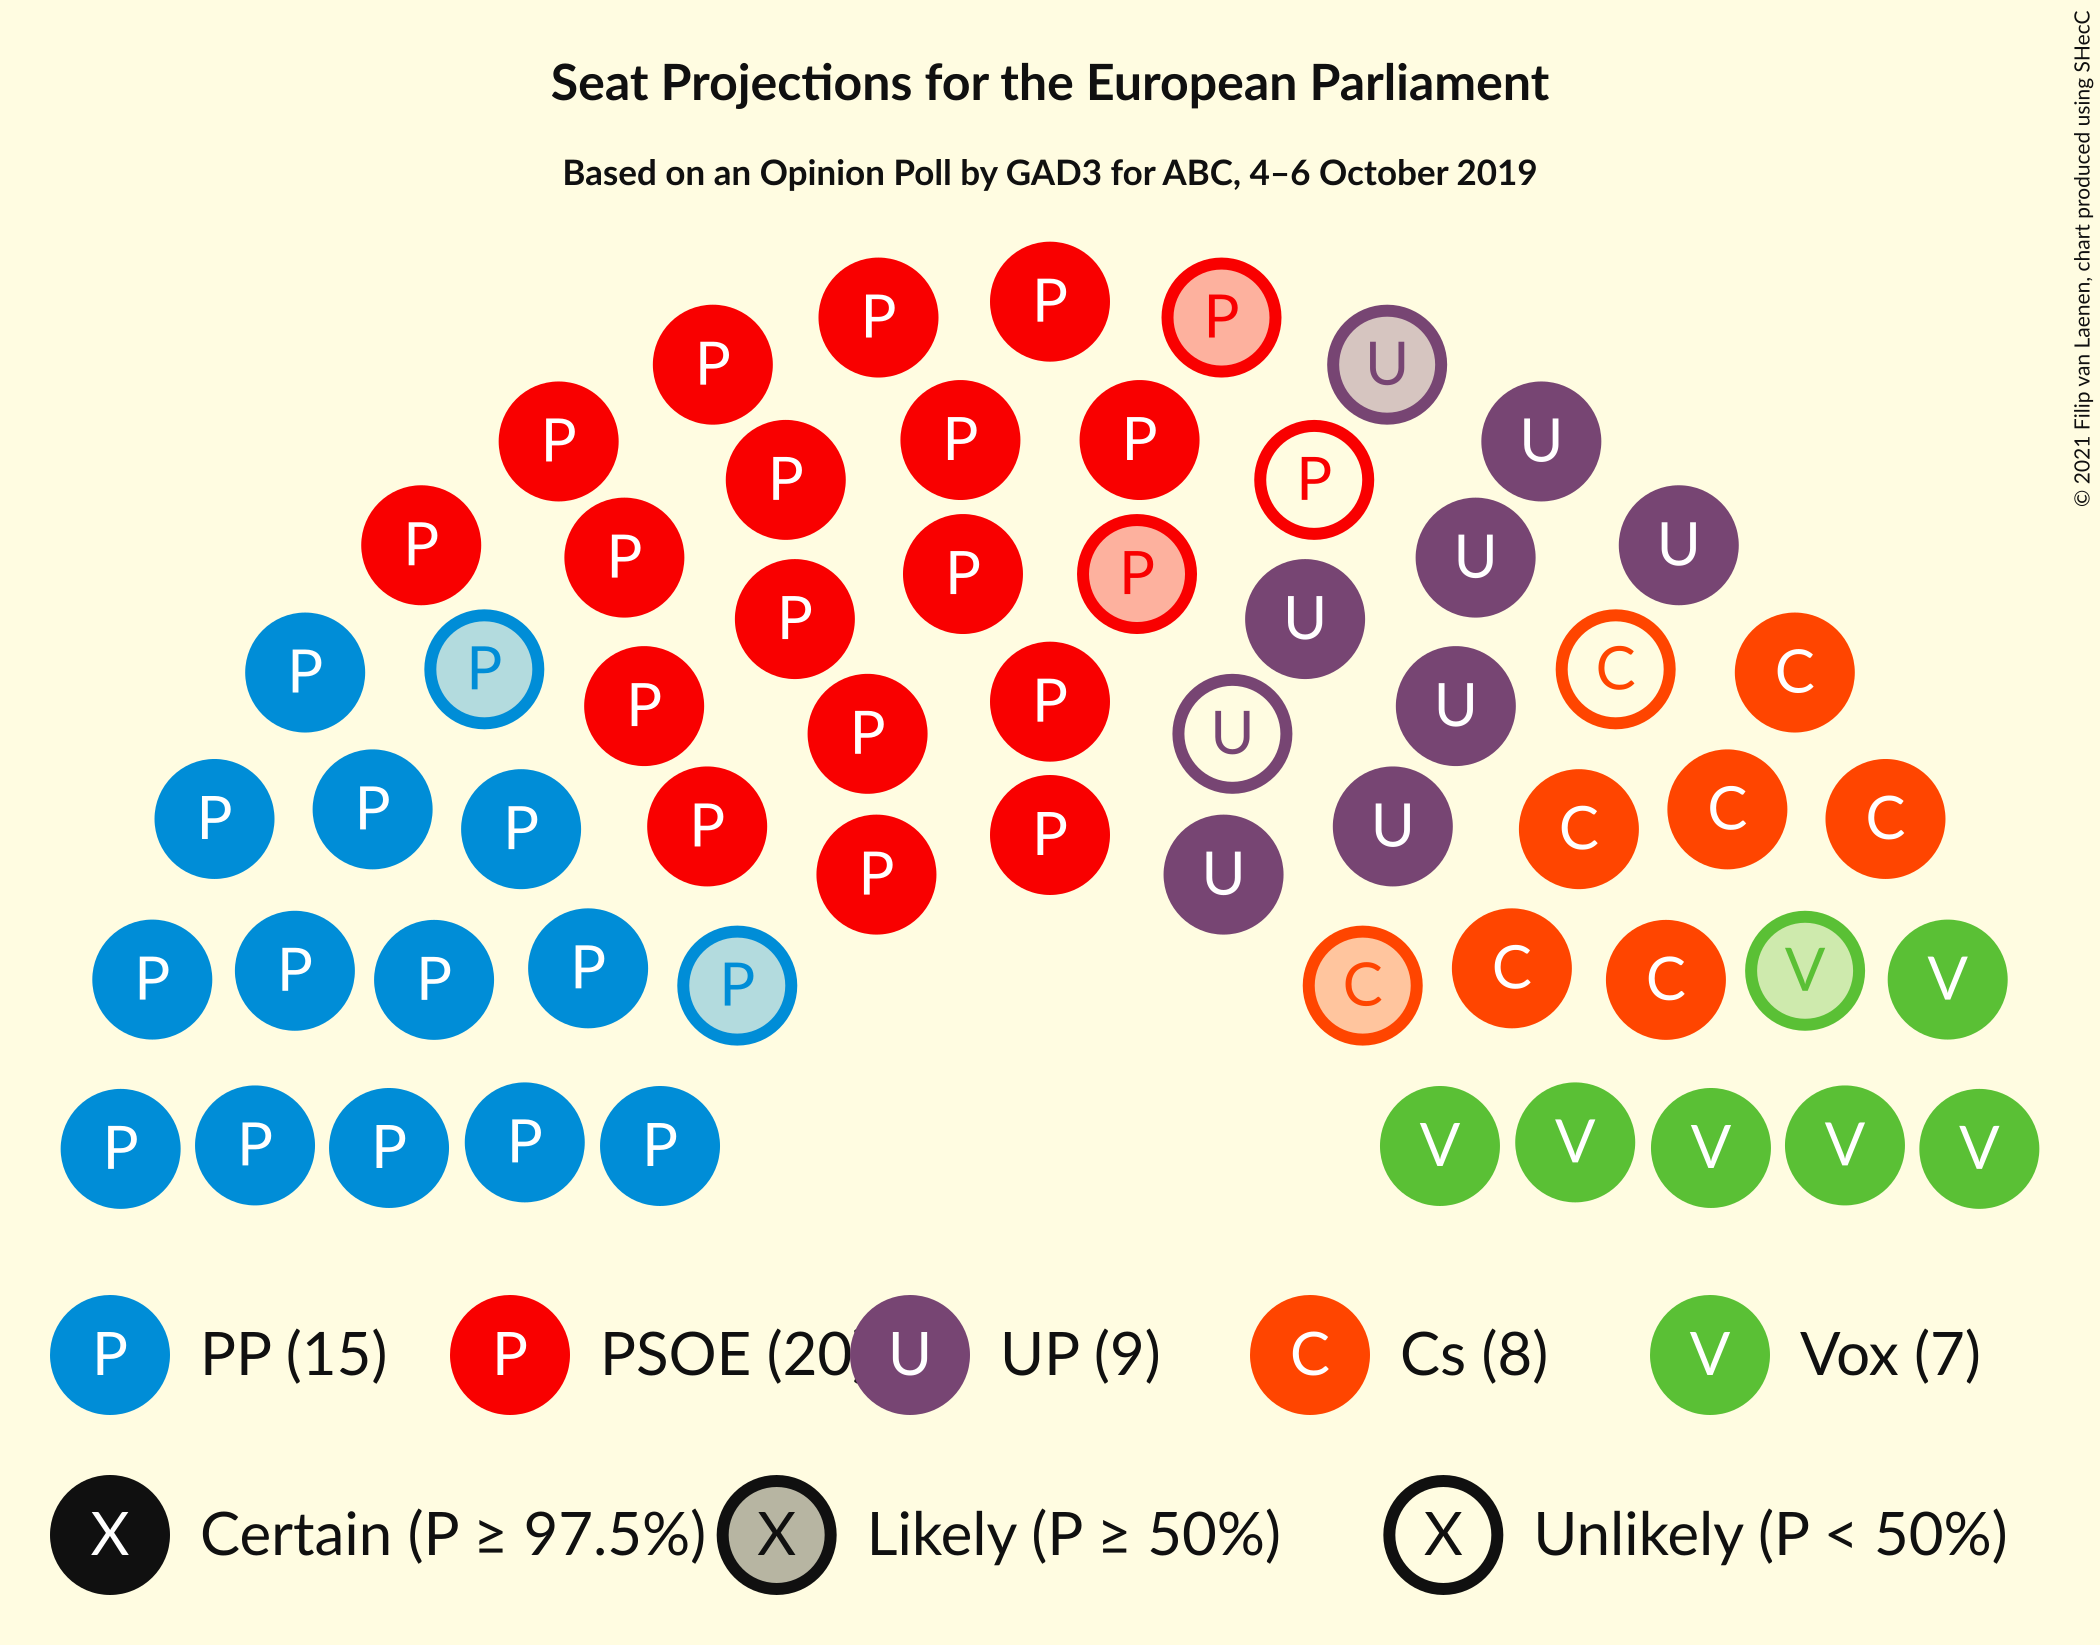 Seat Projections for the European Parliament
Based on an Opinion Poll by GAD3 for ABC, 4–6 October 2019
© 2021 Filip van Laenen, chart produced using SHecC
P P P P U
P P P P U
P P P U U
P P P P U
P P P C C
P P P U
P P P U C C C
P P P U C
P P P P P C C C V V
P P P P P V V V V V
P PP (15) P PSOE (20) U UP (9) C Cs (8) V Vox (7)
X Certain (P ≥ 97.5%) X Likely (P ≥ 50%) X Unlikely (P < 50%)